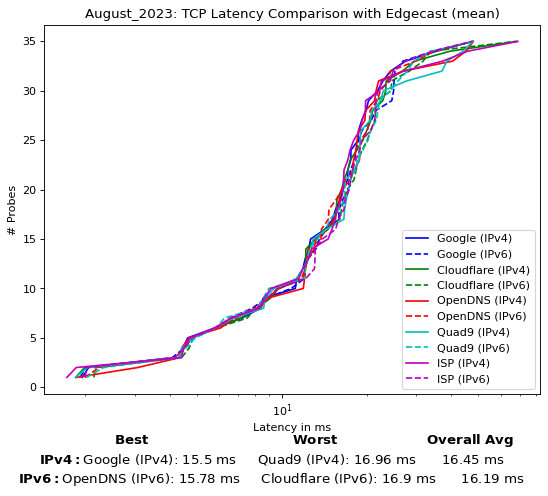 August_2023: TCP Latency Comparison with Edgecast (mean)
35
30
25
20
15
10
5
0
# Probes
Google (IPv4)
Google (IPv6)
Cloudflare (IPv4)
Cloudflare (IPv6)
OpenDNS (IPv4)
OpenDNS (IPv6)
Quad9 (IPv4)
Quad9 (IPv6)
ISP (IPv4)
ISP (IPv6)
10¹
Latency in ms
Best Worst Overall Avg
IPv4: Google (IPv4): 15.5 ms Quad9 (IPv4): 16.96 ms 16.45 ms
IPv6: OpenDNS (IPv6): 15.78 ms Cloudflare (IPv6): 16.9 ms 16.19 ms